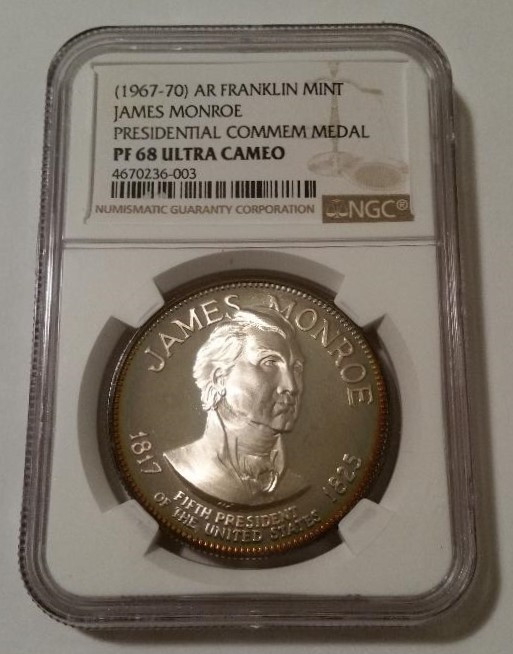 (1967-70) AR FRANKLIN MINT
JAMES MONROE
PRESIDENTIAL COMMEM MEDAL
PF 68 ULTRA CAMEO
4670236-003
NUMISMATIC GUARANTY CORPORATION
NGC®
JAMES MONROE
1817
1825
FIFTH PRESIDENT
OF THE UNITED STATES